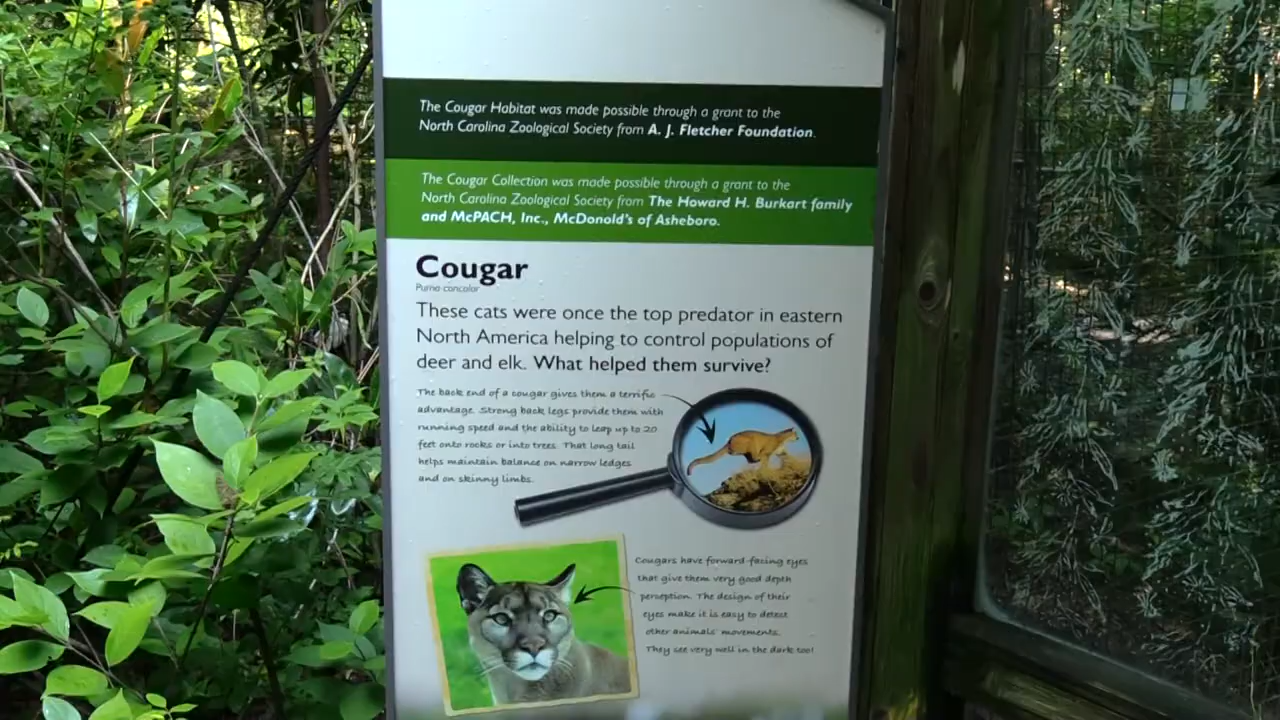 The Cougar Habitat was made possible through a grant to the
North Carolina Zoological Society from A. J. Fletcher Foundation.
The Cougar Collection was made possible through a grant to the
North Carolina Zoological Society from The Howard H. Burkart family
and McPACH, Inc., McDonald's of Asheboro.
Cougar
Puma concolor
These cats were once the top predator in eastern
North America helping to control populations of
deer and elk. What helped them survive?
The back end of a cougar gives them a terrific
advantage. Strong back legs provide them with
running speed and the ability to leap up to 20
feet onto rocks or into trees. That long tail
helps maintain balance on narrow ledges
and on skinny limbs.
Cougars have forward-facing eyes
that give them very good depth
perception. The design of their
eyes make it is easy to detect
other animals' movements.
They see very well in the dark too!